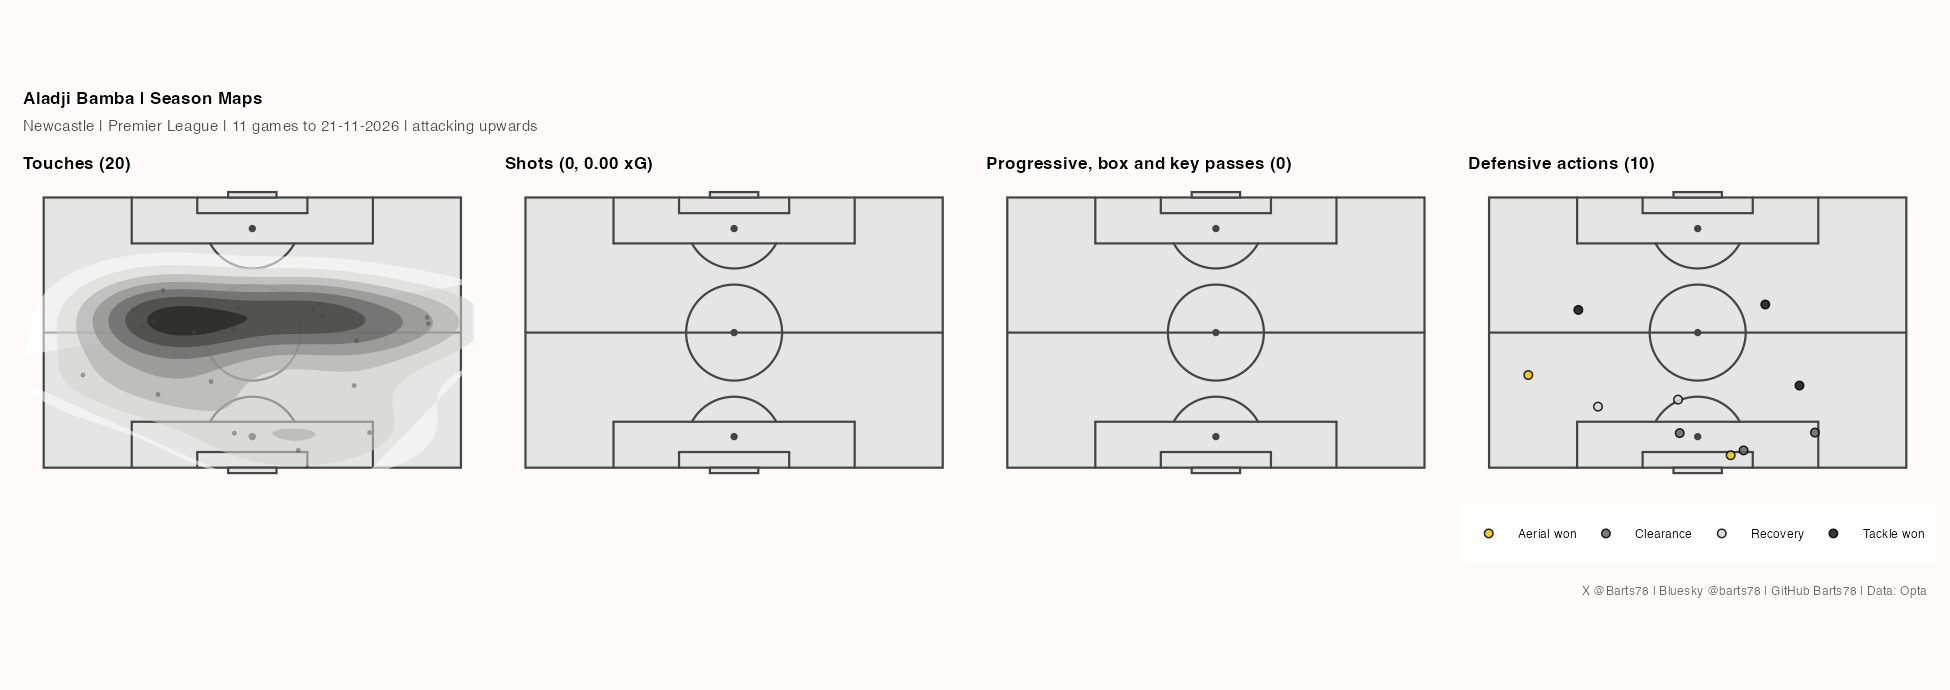 Aladji Bamba | Season Maps
Newcastle | Premier League | 11 games to 21-11-2026 | attacking upwards
Touches (20)
Shots (0, 0.00 xG)
Progressive, box and key passes (0)
Defensive actions (10)
Aerial won
Clearance
Recovery
Tackle won
X @Barts78 | Bluesky @barts78 | GitHub Barts78 | Data: Opta